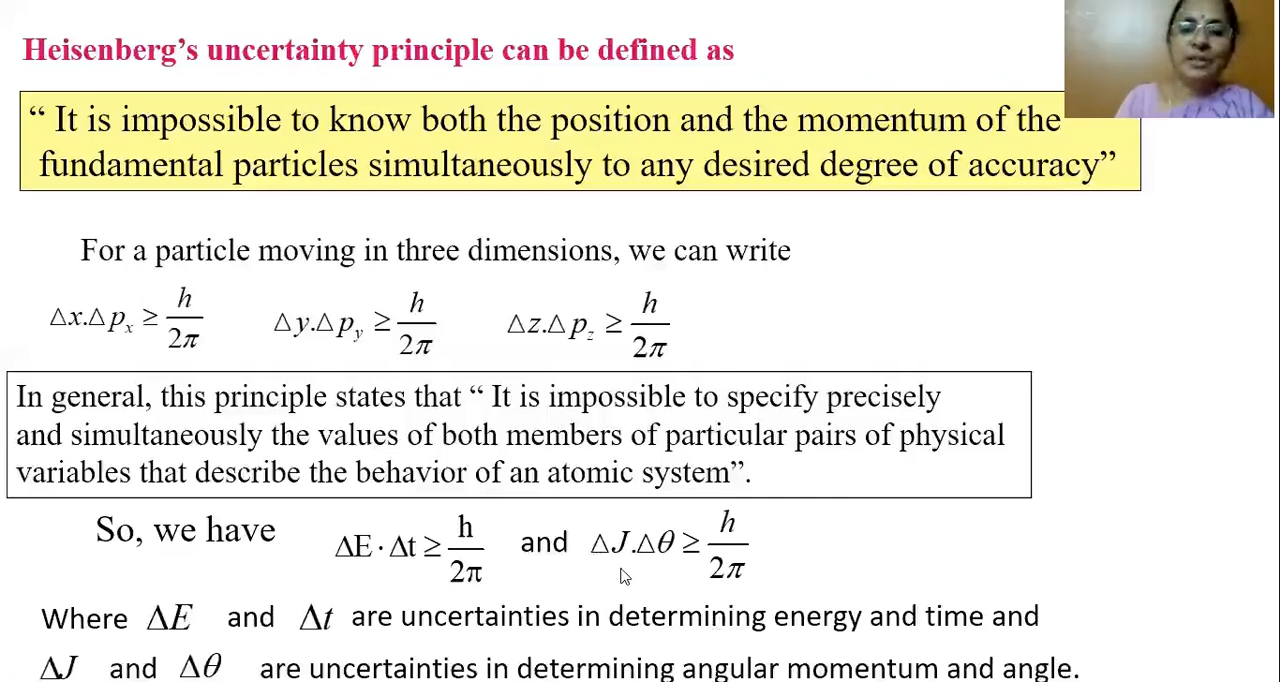 Heisenberg’s uncertainty principle can be defined as
“ It is impossible to know both the position and the momentum of the
fundamental particles simultaneously to any desired degree of accuracy”
For a particle moving in three dimensions, we can write
△x.△pₓ ≥ h/2π △y.△p_y ≥ h/2π △z.△p_z ≥ h/2π
In general, this principle states that “ It is impossible to specify precisely
and simultaneously the values of both members of particular pairs of physical
variables that describe the behavior of an atomic system”.
So, we have ΔE · Δt ≥ h/2π and △J.△θ ≥ h/2π
Where ΔE and Δt are uncertainties in determining energy and time and
ΔJ and Δθ are uncertainties in determining angular momentum and angle.